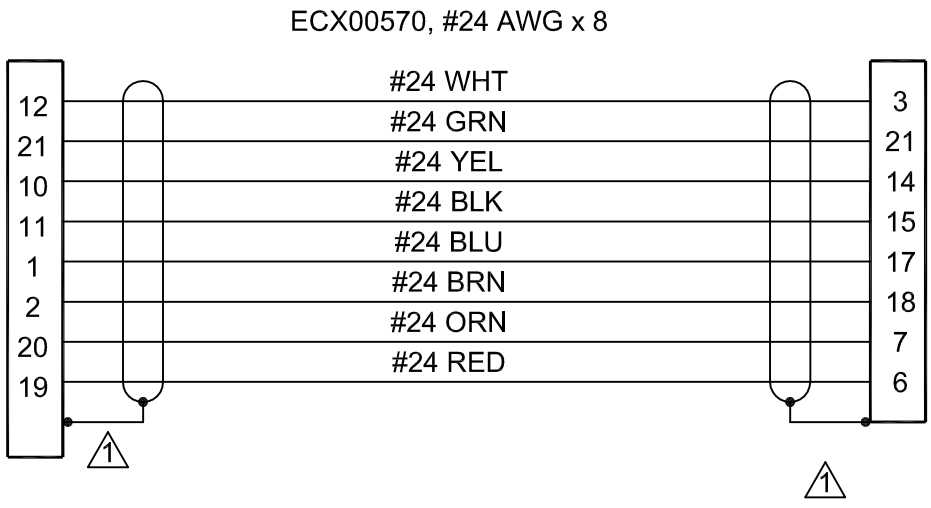 ECX00570, #24 AWG x 8
#24 WHT
12
3
#24 GRN
21
21
#24 YEL
10
14
#24 BLK
11
15
#24 BLU
1
17
#24 BRN
2
18
#24 ORN
20
7
#24 RED
19
6
1
1